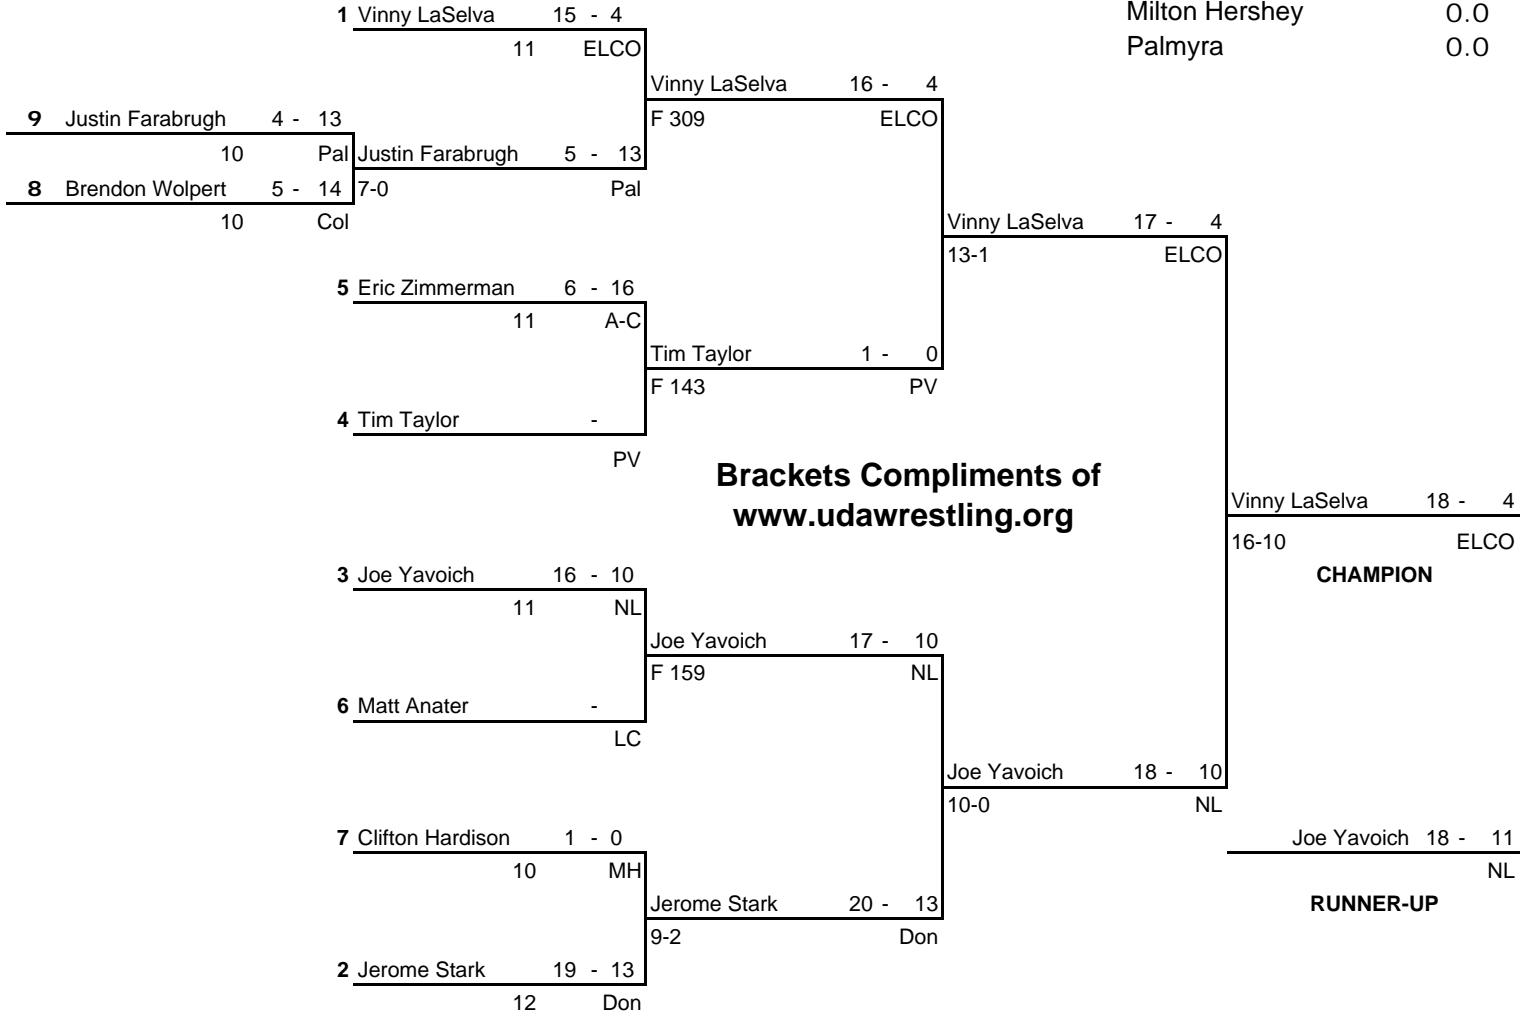 1 Vinny LaSelva 15 - 4
Milton Hershey 0.0
11 ELCO
Palmyra 0.0
Vinny LaSelva 16 - 4
9 Justin Farabrugh 4 - 13
F 309 ELCO
10 Pal
Justin Farabrugh 5 - 13
8 Brendon Wolpert 5 - 14
7-0 Pal
10 Col
Vinny LaSelva 17 - 4
13-1 ELCO
5 Eric Zimmerman 6 - 16
11 A-C
Tim Taylor 1 - 0
F 143 PV
4 Tim Taylor -
PV
Brackets Compliments of
www.udawrestling.org
Vinny LaSelva 18 - 4
16-10 ELCO
CHAMPION
3 Joe Yavoich 16 - 10
11 NL
Joe Yavoich 17 - 10
F 159 NL
6 Matt Anater -
LC
Joe Yavoich 18 - 10
10-0 NL
7 Clifton Hardison 1 - 0
Joe Yavoich 18 - 11
10 MH
NL
Jerome Stark 20 - 13
RUNNER-UP
9-2 Don
2 Jerome Stark 19 - 13
12 Don